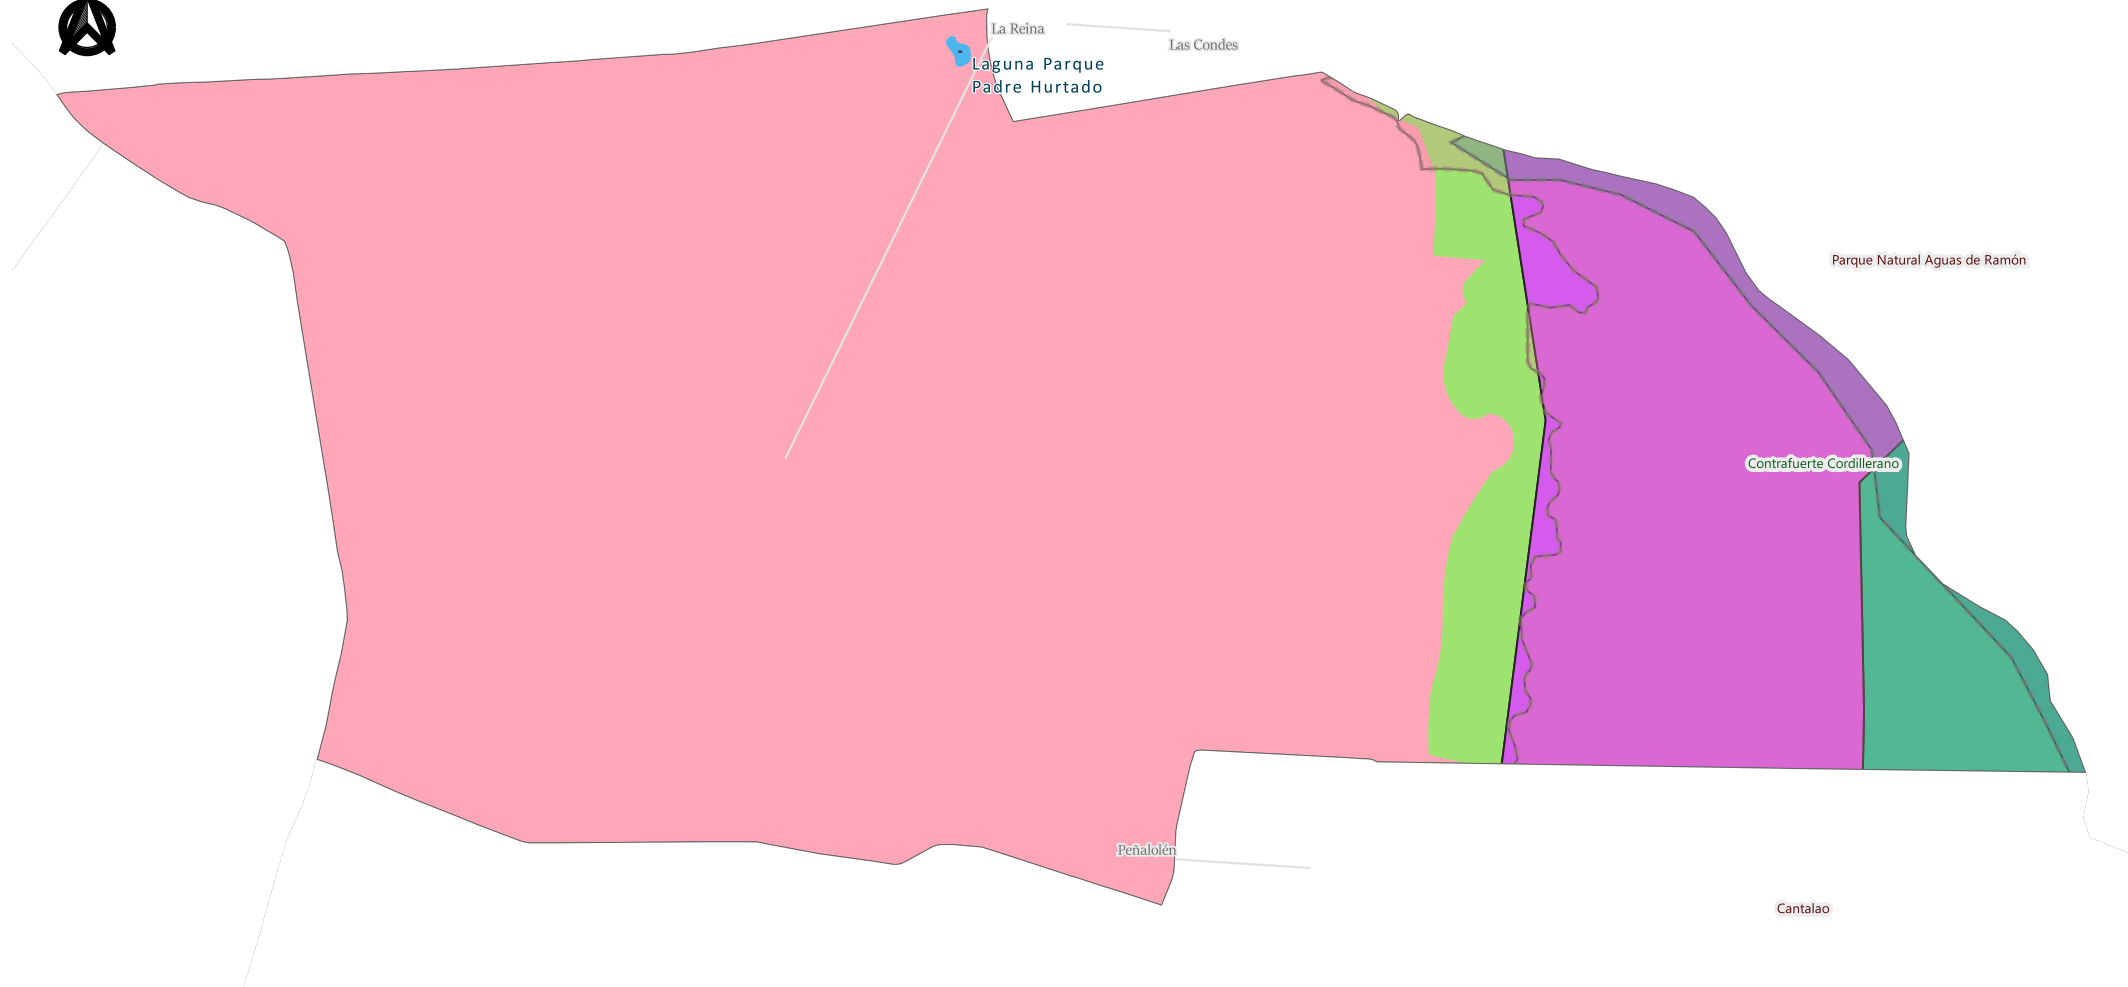 La Reina
Las Condes
Laguna Parque
Padre Hurtado
Parque Natural Aguas de Ramón
Contrafuerte Cordillerano
Peñalolén
Cantalao